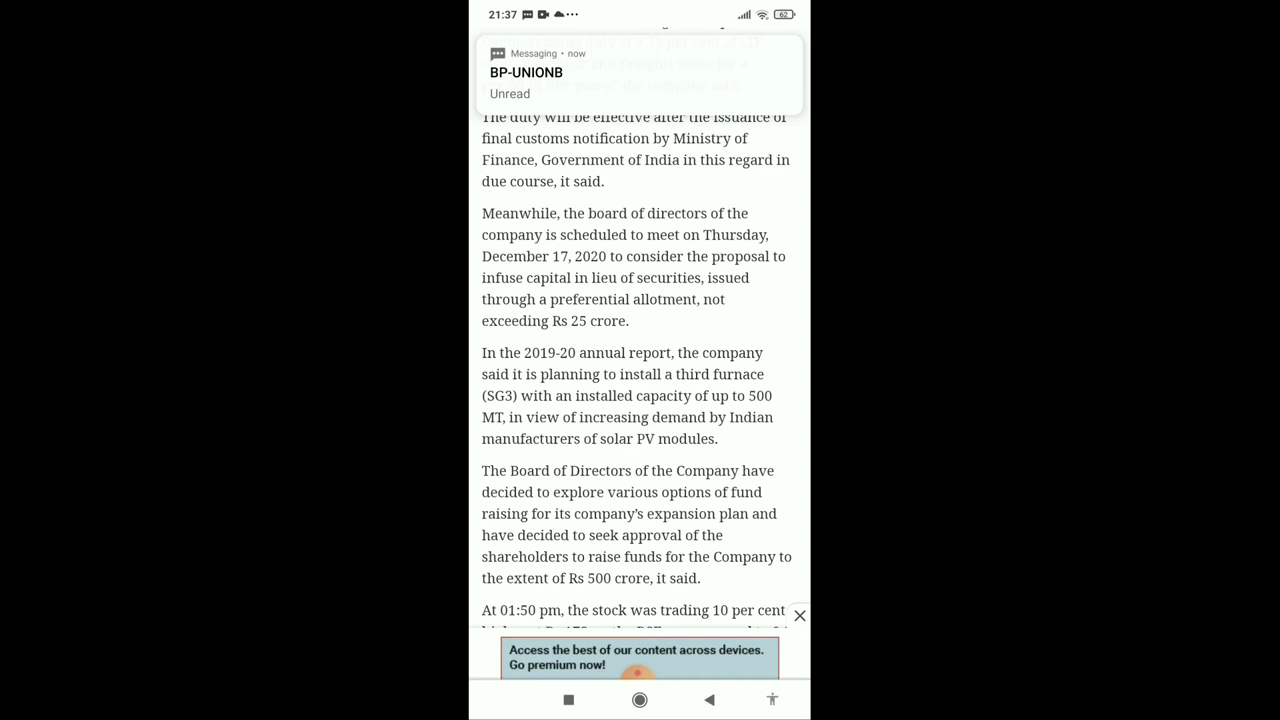 21:37
62
Messaging • now
BP-UNIONB
Unread
The duty will be effective after the issuance of
final customs notification by Ministry of
Finance, Government of India in this regard in
due course, it said.
Meanwhile, the board of directors of the
company is scheduled to meet on Thursday,
December 17, 2020 to consider the proposal to
infuse capital in lieu of securities, issued
through a preferential allotment, not
exceeding Rs 25 crore.
In the 2019-20 annual report, the company
said it is planning to install a third furnace
(SG3) with an installed capacity of up to 500
MT, in view of increasing demand by Indian
manufacturers of solar PV modules.
The Board of Directors of the Company have
decided to explore various options of fund
raising for its company’s expansion plan and
have decided to seek approval of the
shareholders to raise funds for the Company to
the extent of Rs 500 crore, it said.
At 01:50 pm, the stock was trading 10 per cent
Access the best of our content across devices.
Go premium now!